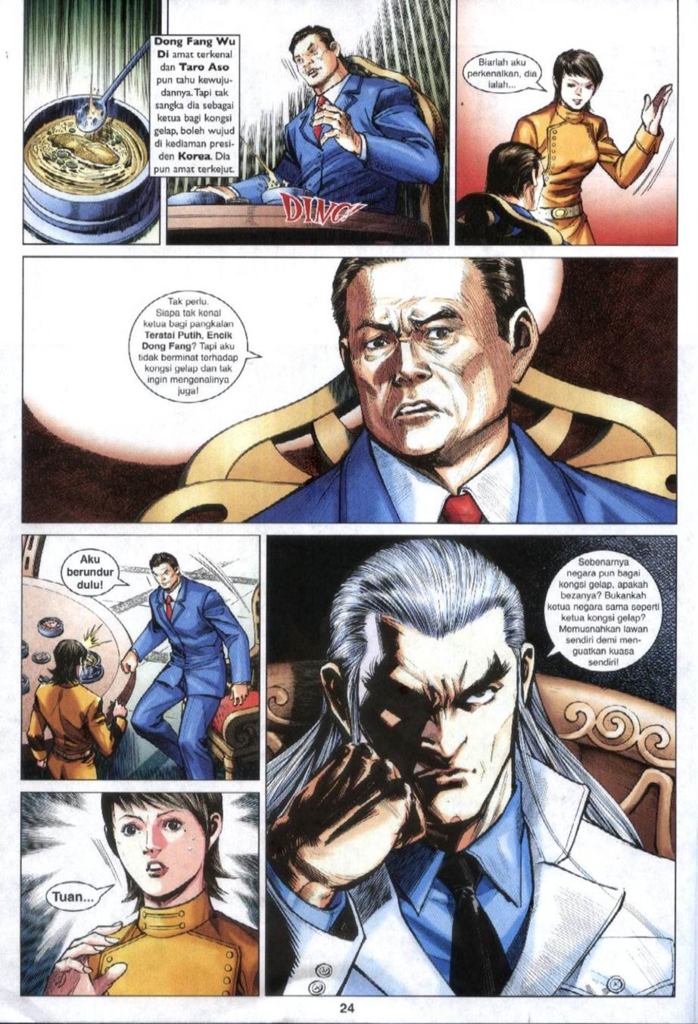 Dong Fang Wu
Di amat terkenal
dan Taro Aso
pun tahu kewuju-
dannya. Tapi tak
sangka dia sebagai
ketua bagi kongsi
gelap, boleh wujud
di kediaman presi-
den Korea. Dia
pun amat terkejut.
DING!
Biarlah aku
perkenalkan, dia
ialah...
Tak perlu.
Siapa tak kenal
ketua bagi pangkalan
Teratai Putih, Encik
Dong Fang? Tapi aku
tidak berminat terhadap
kongsi gelap dan tak
ingin mengenalinya
juga!
Aku
berundur
dulu!
Sebenarnya
negara pun bagai
kongsi gelap, apakah
bezanya? Bukankah
ketua negara sama seperti
ketua kongsi gelap?
Memusnahkan lawan
sendiri demi men-
guatkan kuasa
sendiri!
Tuan...
24